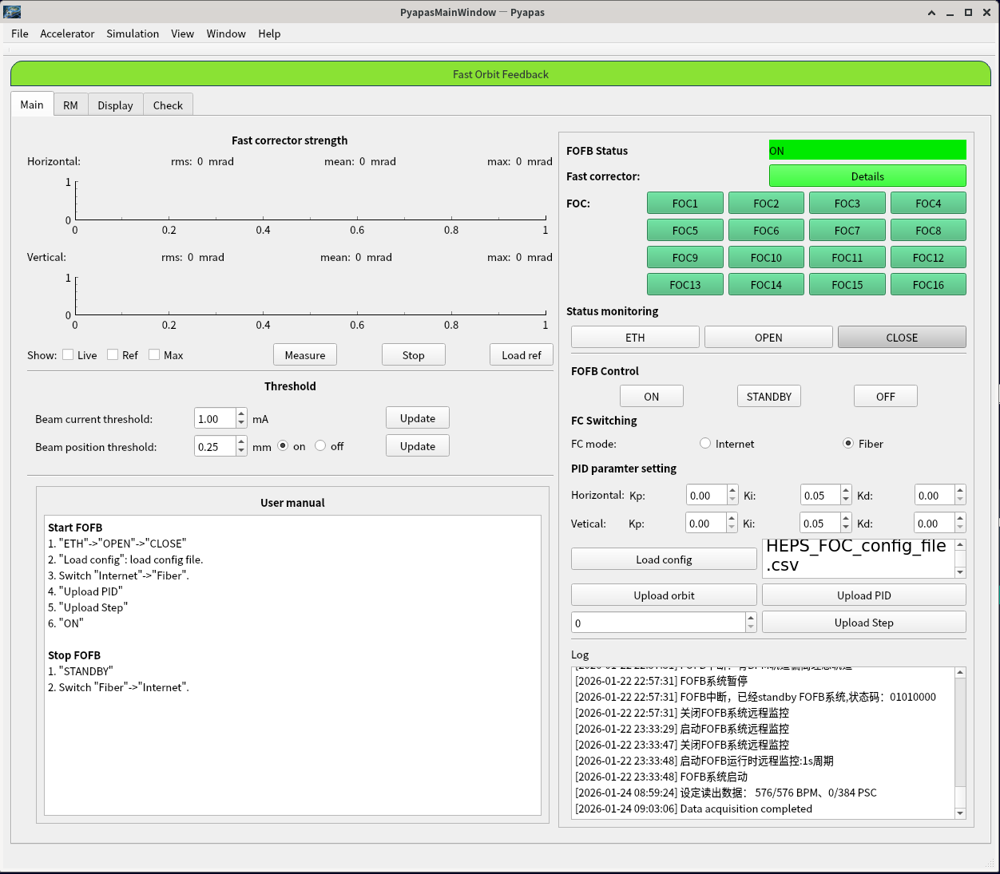 PyapasMainWindow — Pyapas
File Accelerator Simulation View Window Help
Fast Orbit Feedback
Main RM Display Check
Fast corrector strength
Horizontal: rms: 0 mrad mean: 0 mrad max: 0 mrad
1
0
0 0.2 0.4 0.6 0.8 1
Vertical: rms: 0 mrad mean: 0 mrad max: 0 mrad
1
0
0 0.2 0.4 0.6 0.8 1
Show: Live Ref Max Measure Stop Load ref
Threshold
Beam current threshold: 1.00 mA Update
Beam position threshold: 0.25 mm on off Update
User manual
Start FOFB
1. "ETH"->"OPEN"->"CLOSE"
2. "Load config": load config file.
3. Switch "Internet"->"Fiber".
4. "Upload PID"
5. "Upload Step"
6. "ON"
Stop FOFB
1. "STANDBY"
2. Switch "Fiber"->"Internet".
FOFB Status ON
Fast corrector: Details
FOC: FOC1 FOC2 FOC3 FOC4
FOC5 FOC6 FOC7 FOC8
FOC9 FOC10 FOC11 FOC12
FOC13 FOC14 FOC15 FOC16
Status monitoring
ETH OPEN CLOSE
FOFB Control
ON STANDBY OFF
FC Switching
FC mode: Internet Fiber
PID paramter setting
Horizontal: Kp: 0.00 Ki: 0.05 Kd: 0.00
Vetical: Kp: 0.00 Ki: 0.05 Kd: 0.00
Load config HEPS_FOC_config_file
.csv
Upload orbit Upload PID
0 Upload Step
Log
[2026-01-22 22:57:31] FOFB系统暂停
[2026-01-22 22:57:31] FOFB中断，已经standby FOFB系统,状态码：01010000
[2026-01-22 22:57:31] 关闭FOFB系统远程监控
[2026-01-22 23:33:29] 启动FOFB系统远程监控
[2026-01-22 23:33:47] 关闭FOFB系统远程监控
[2026-01-22 23:33:48] 启动FOFB运行时远程监控:1s周期
[2026-01-22 23:33:48] FOFB系统启动
[2026-01-24 08:59:24] 设定读出数据： 576/576 BPM、0/384 PSC
[2026-01-24 09:03:06] Data acquisition completed